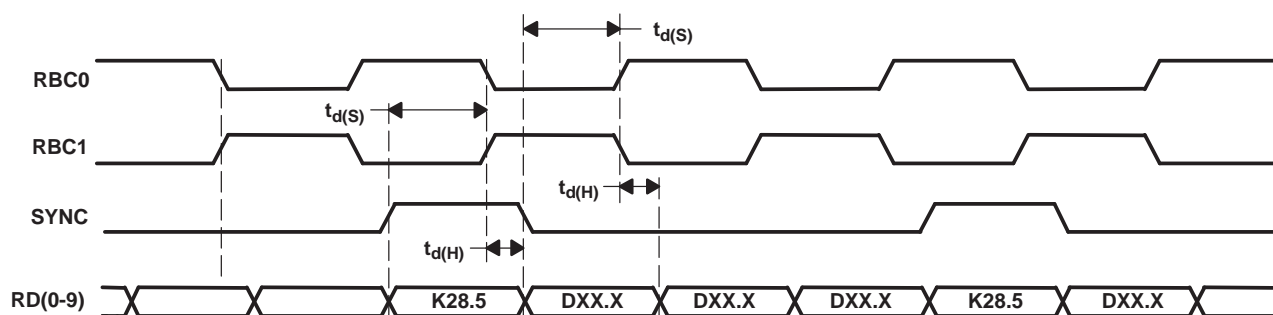 td(S)
RBC0
td(S)
RBC1
td(H)
SYNC
td(H)
RD(0-9) K28.5 DXX.X DXX.X DXX.X K28.5 DXX.X